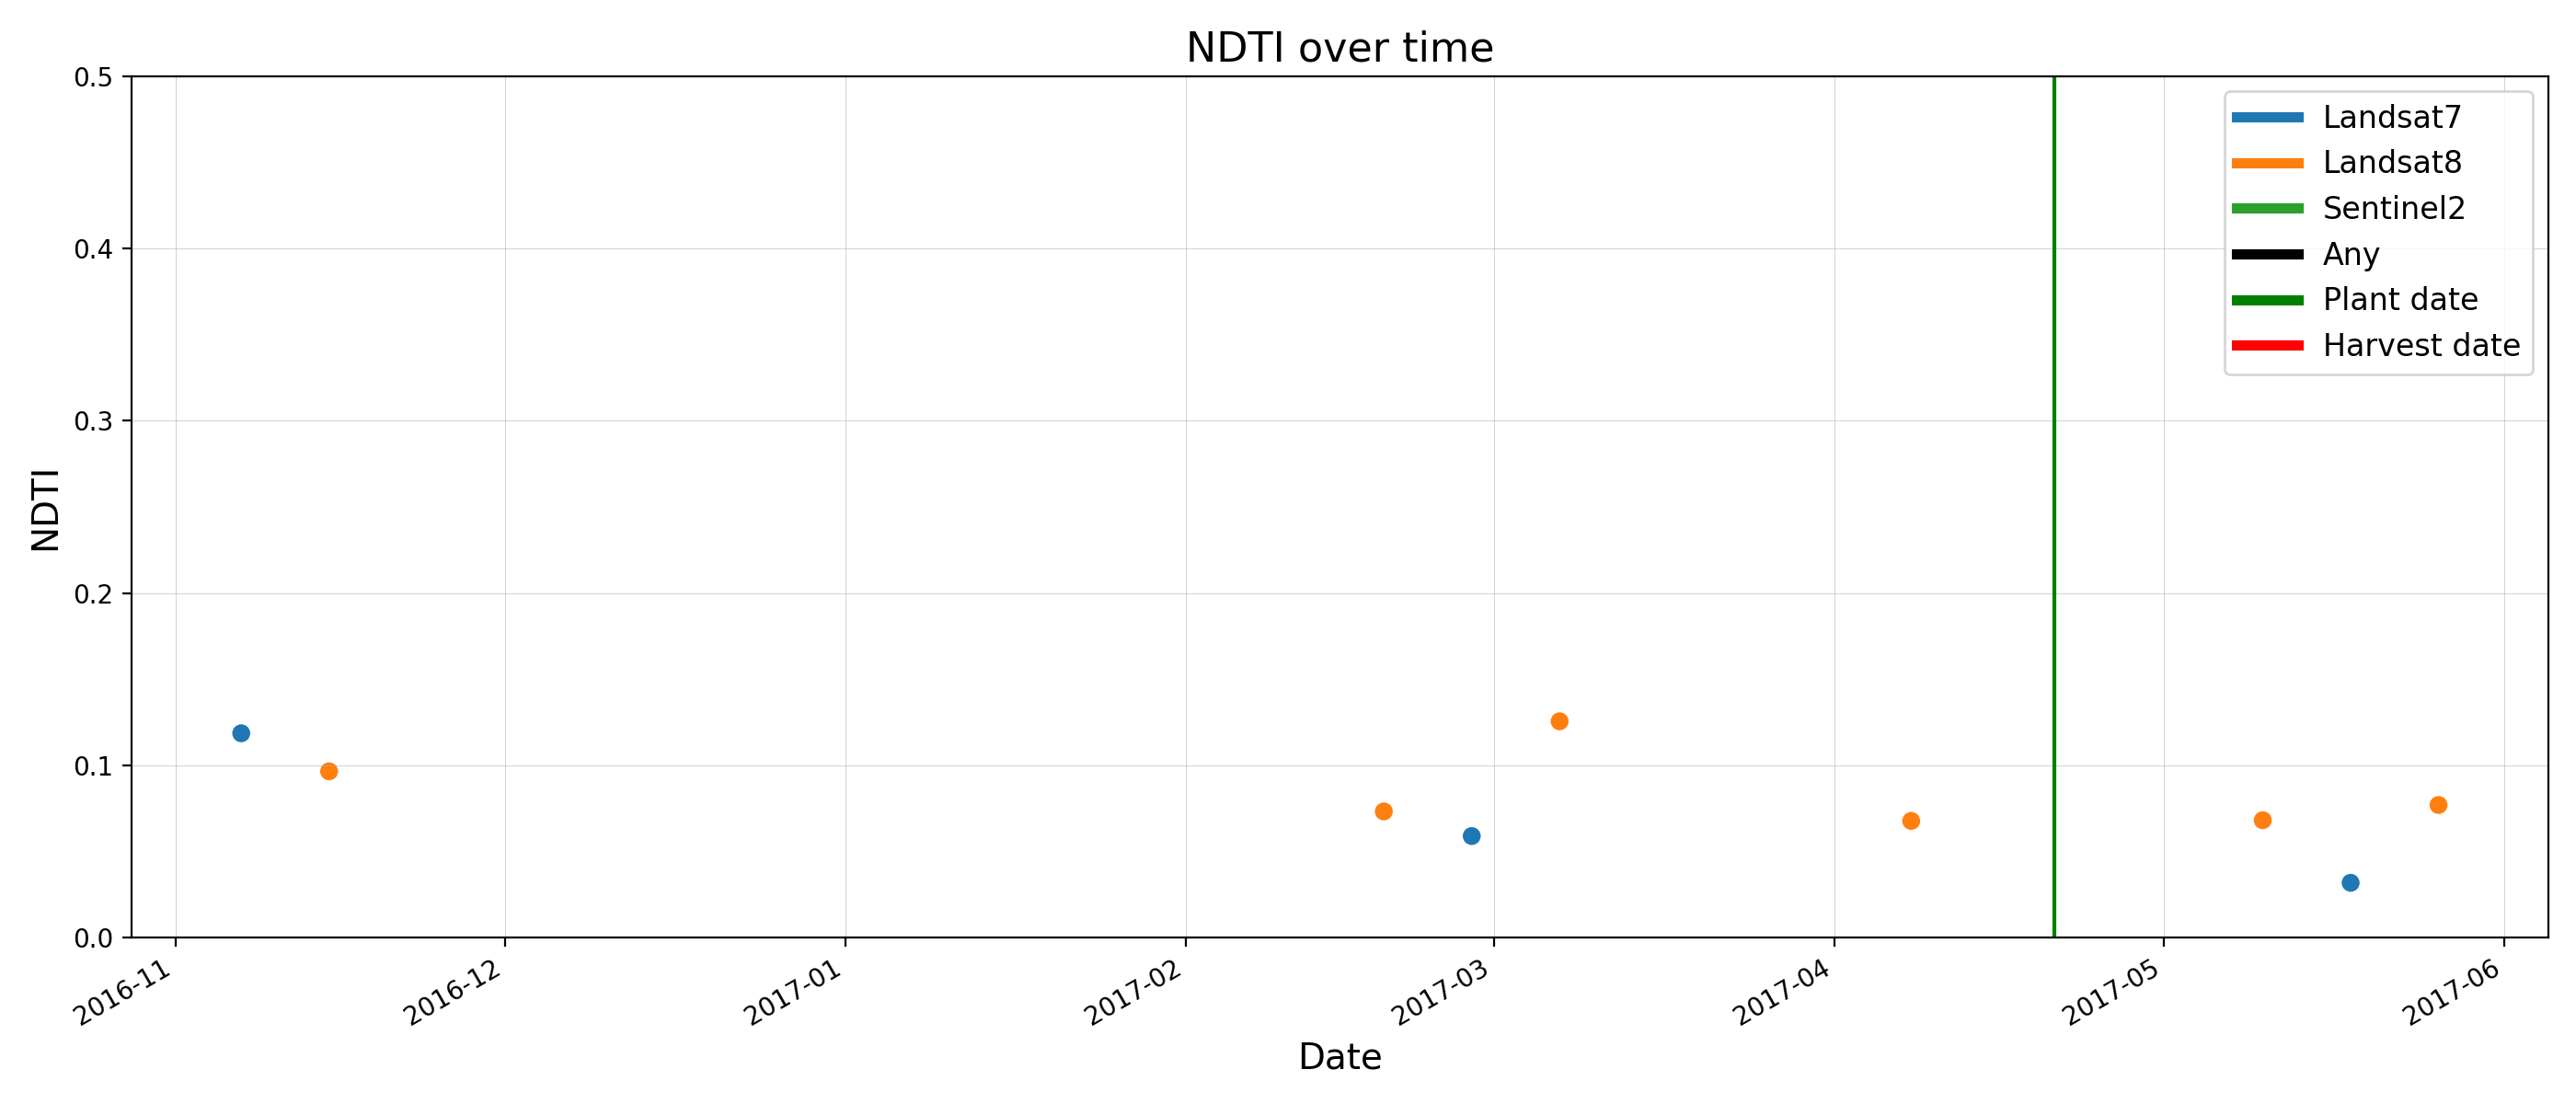 NDTI over time
0.5
0.4
0.3
0.2
0.1
0.0
NDTI
Landsat7
Landsat8
Sentinel2
Any
Plant date
Harvest date
2016-11
2016-12
2017-01
2017-02
2017-03
2017-04
2017-05
2017-06
Date